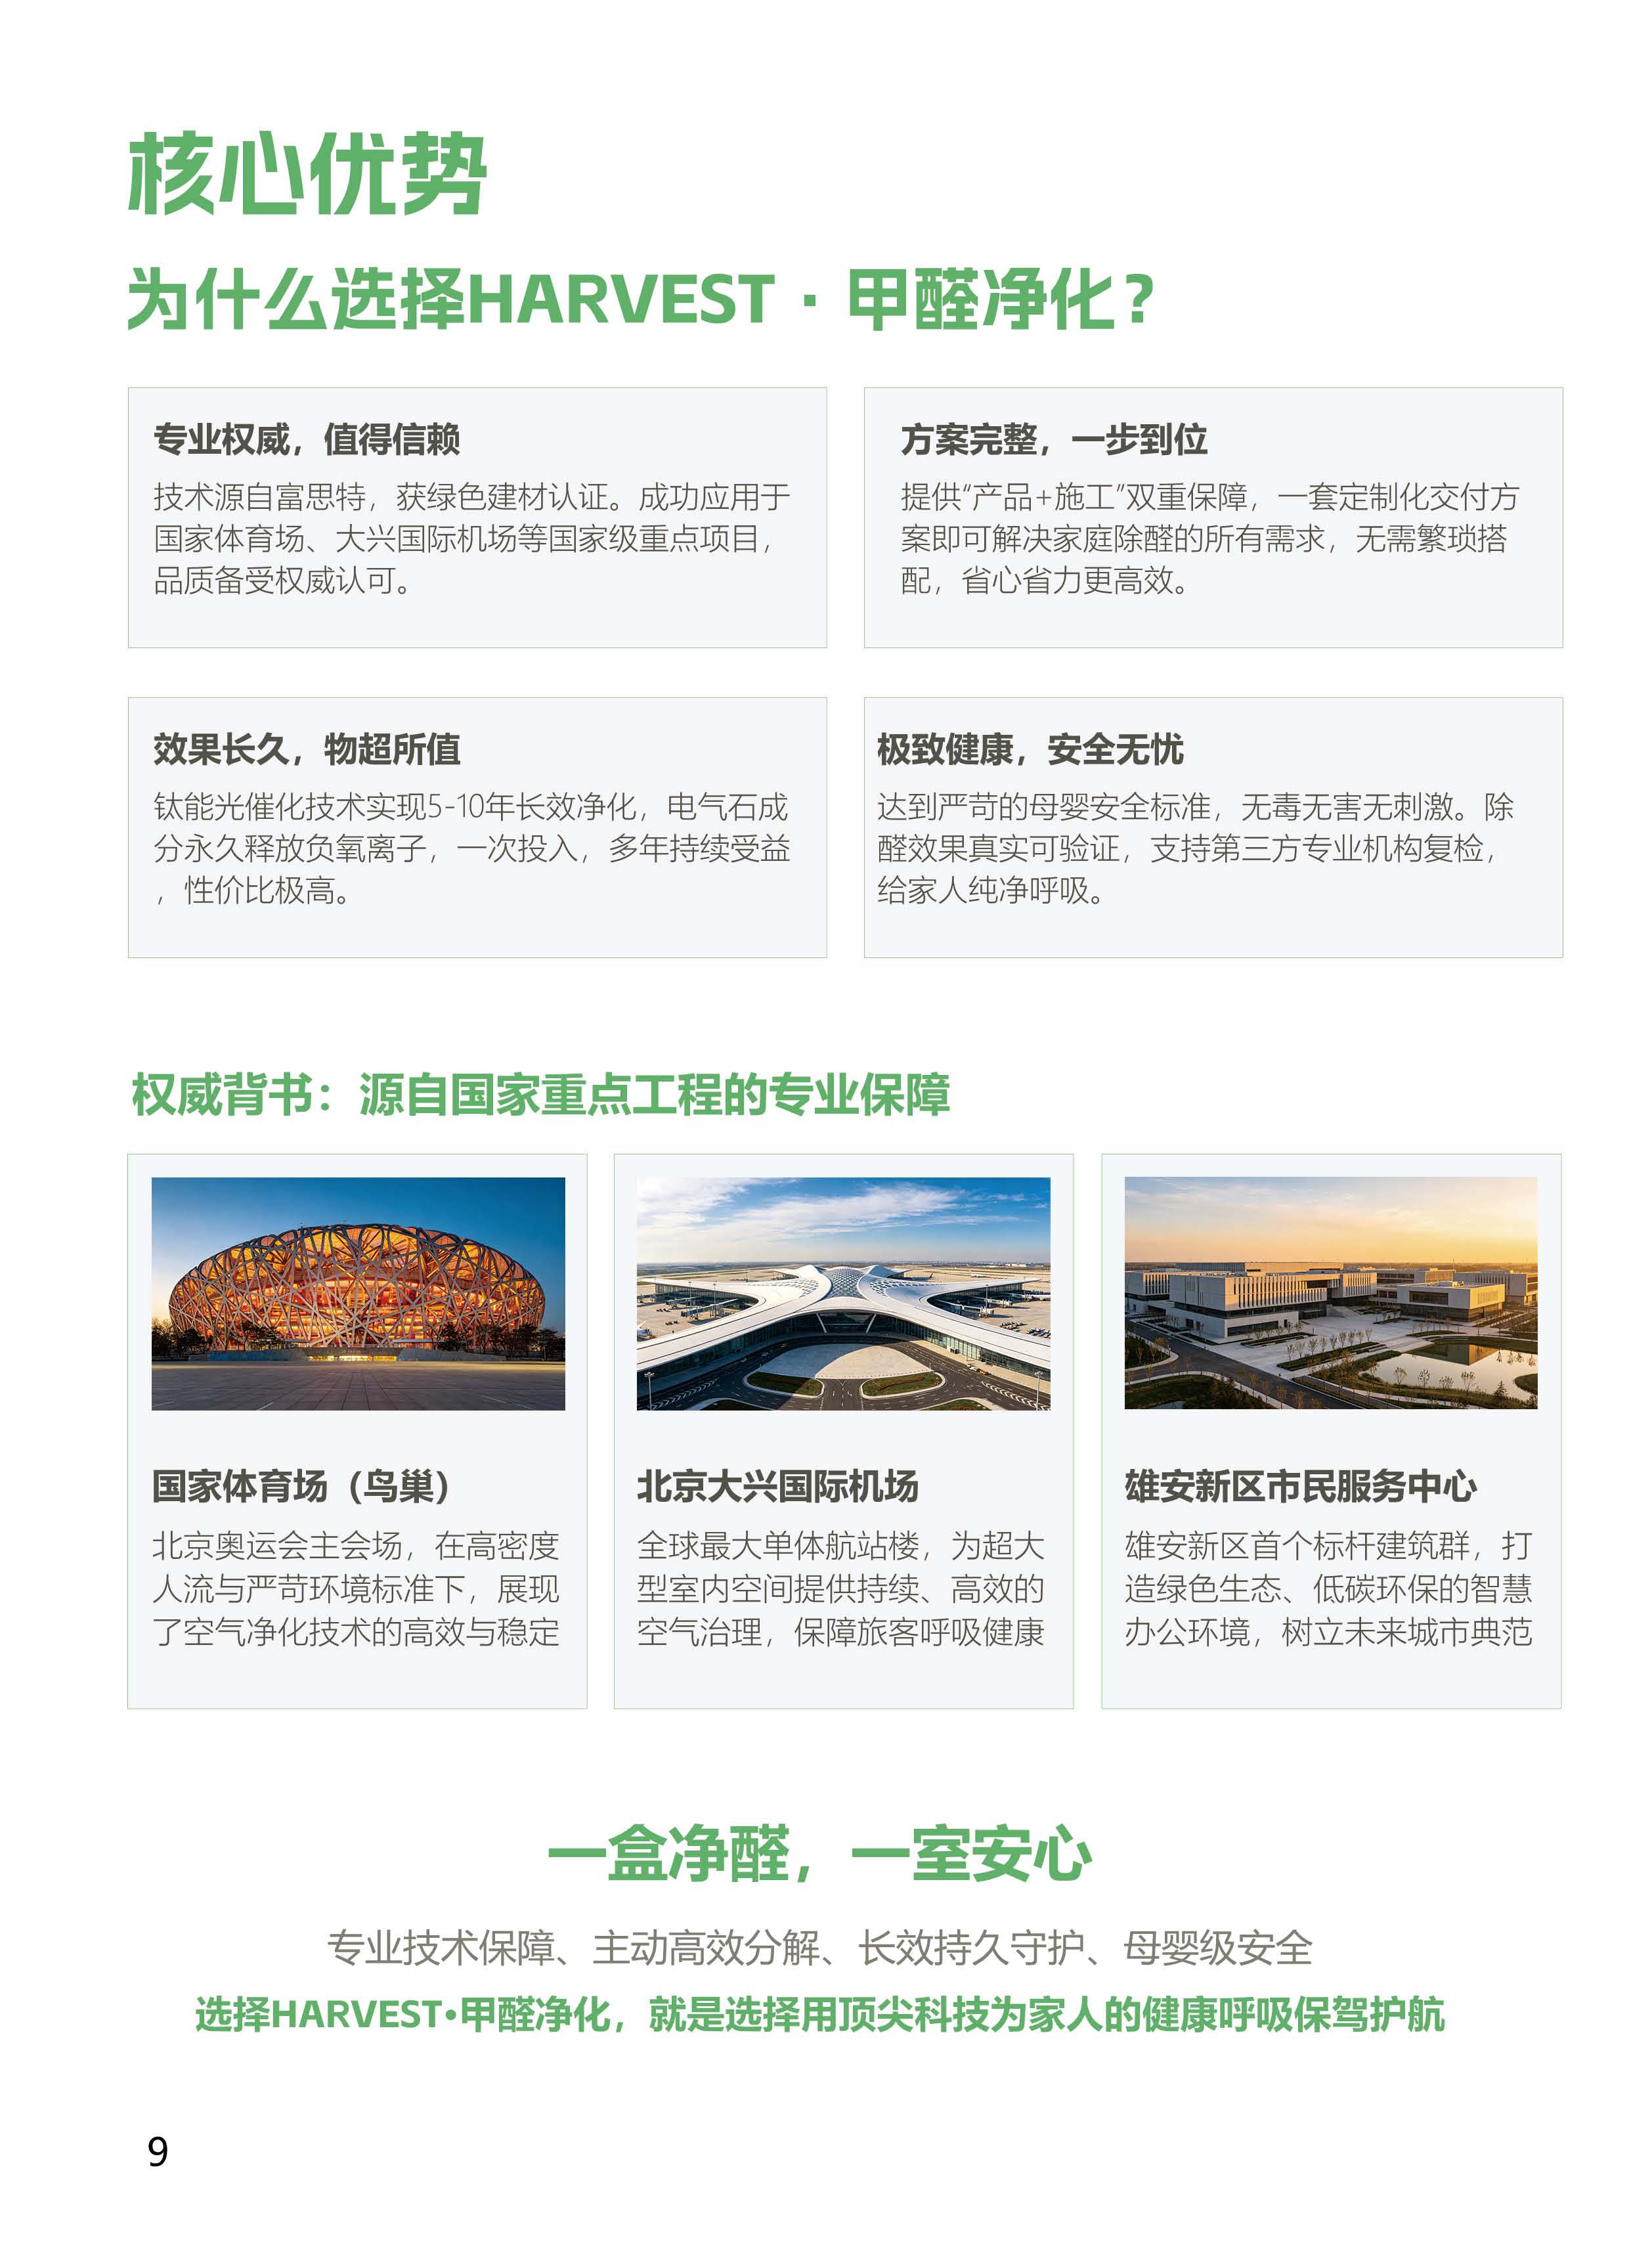 核心优势
为什么选择HARVEST · 甲醛净化？
专业权威，值得信赖
技术源自富思特，获绿色建材认证。成功应用于
国家体育场、大兴国际机场等国家级重点项目，
品质备受权威认可。
方案完整，一步到位
提供“产品+施工”双重保障，一套定制化交付方
案即可解决家庭除醛的所有需求，无需繁琐搭
配，省心省力更高效。
效果长久，物超所值
钛能光催化技术实现5-10年长效净化，电气石成
分永久释放负氧离子，一次投入，多年持续受益
，性价比极高。
极致健康，安全无忧
达到严苛的母婴安全标准，无毒无害无刺激。除
醛效果真实可验证，支持第三方专业机构复检，
给家人纯净呼吸。
权威背书：源自国家重点工程的专业保障
国家体育场（鸟巢）
北京奥运会主会场，在高密度
人流与严苛环境标准下，展现
了空气净化技术的高效与稳定
北京大兴国际机场
全球最大单体航站楼，为超大
型室内空间提供持续、高效的
空气治理，保障旅客呼吸健康
雄安新区市民服务中心
雄安新区首个标杆建筑群，打
造绿色生态、低碳环保的智慧
办公环境，树立未来城市典范
一盒净醛，一室安心
专业技术保障、主动高效分解、长效持久守护、母婴级安全
选择HARVEST•甲醛净化，就是选择用顶尖科技为家人的健康呼吸保驾护航
9